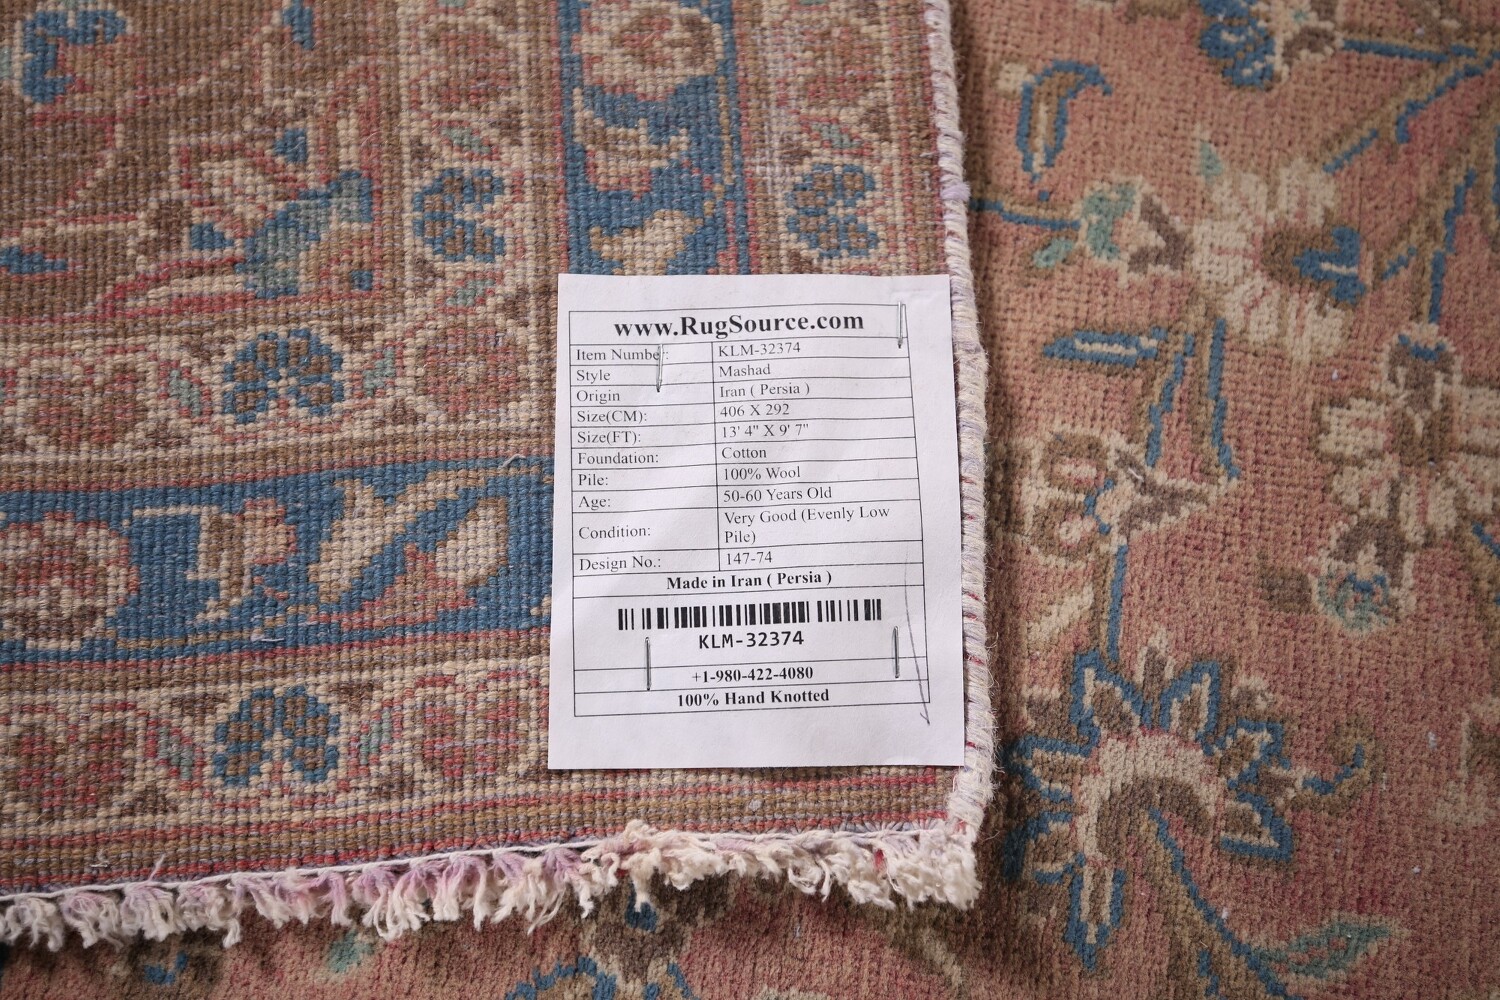 www.RugSource.com
Item Number: KLM-32374
Style Mashad
Origin Iran ( Persia )
Size(CM): 406 X 292
Size(FT): 13' 4" X 9' 7"
Foundation: Cotton
Pile: 100% Wool
Age: 50-60 Years Old
Condition: Very Good (Evenly Low
Pile)
Design No.: 147-74
Made in Iran ( Persia )
KLM-32374
+1-980-422-4080
100% Hand Knotted